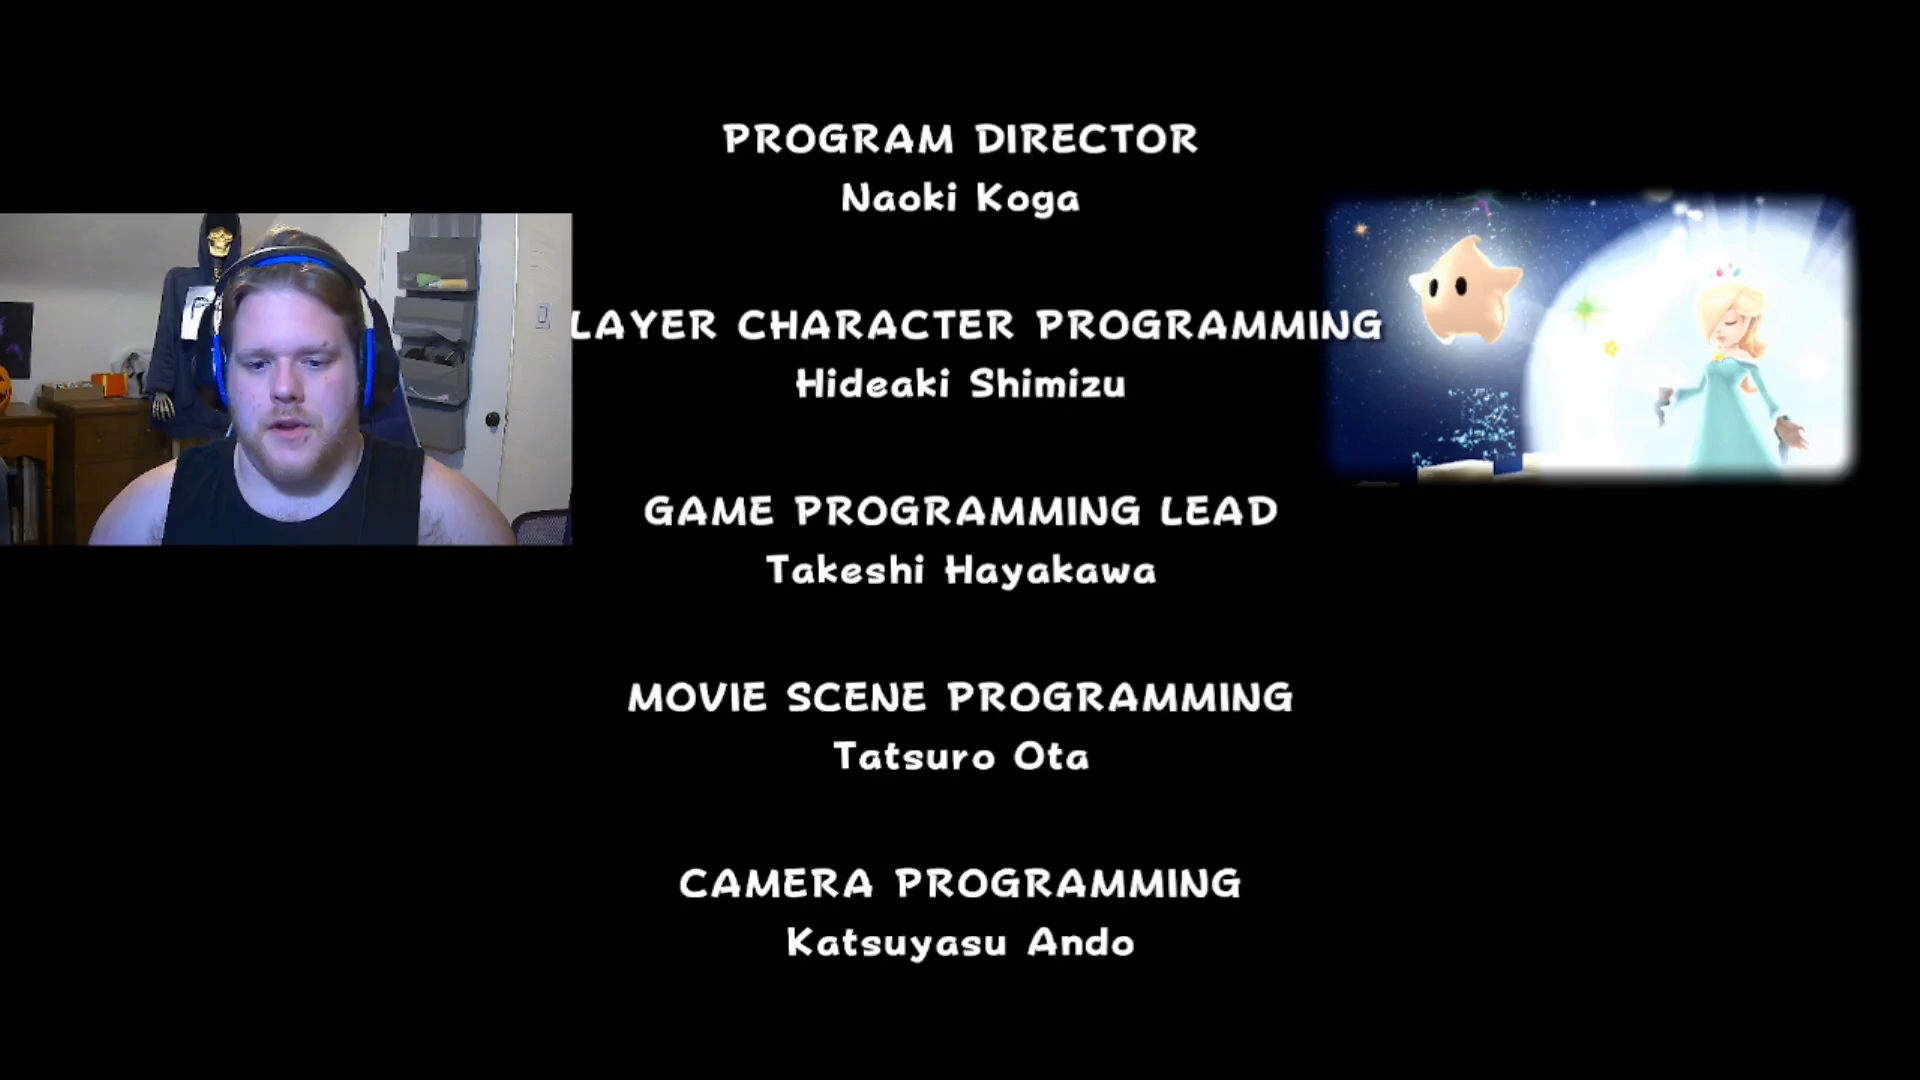 PROGRAM DIRECTOR
Naoki Koga
LAYER CHARACTER PROGRAMMING
Hideaki Shimizu
GAME PROGRAMMING LEAD
Takeshi Hayakawa
MOVIE SCENE PROGRAMMING
Tatsuro Ota
CAMERA PROGRAMMING
Katsuyasu Ando